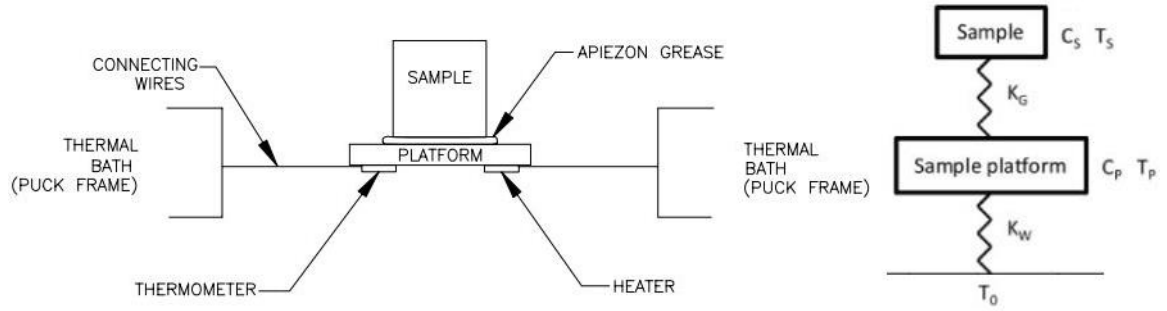 CONNECTING
WIRES
SAMPLE
APIEZON GREASE
THERMAL
BATH
(PUCK FRAME)
PLATFORM
THERMAL
BATH
(PUCK FRAME)
THERMOMETER
HEATER
Sample
C_S T_S
K_G
Sample platform
C_P T_P
K_W
T_0